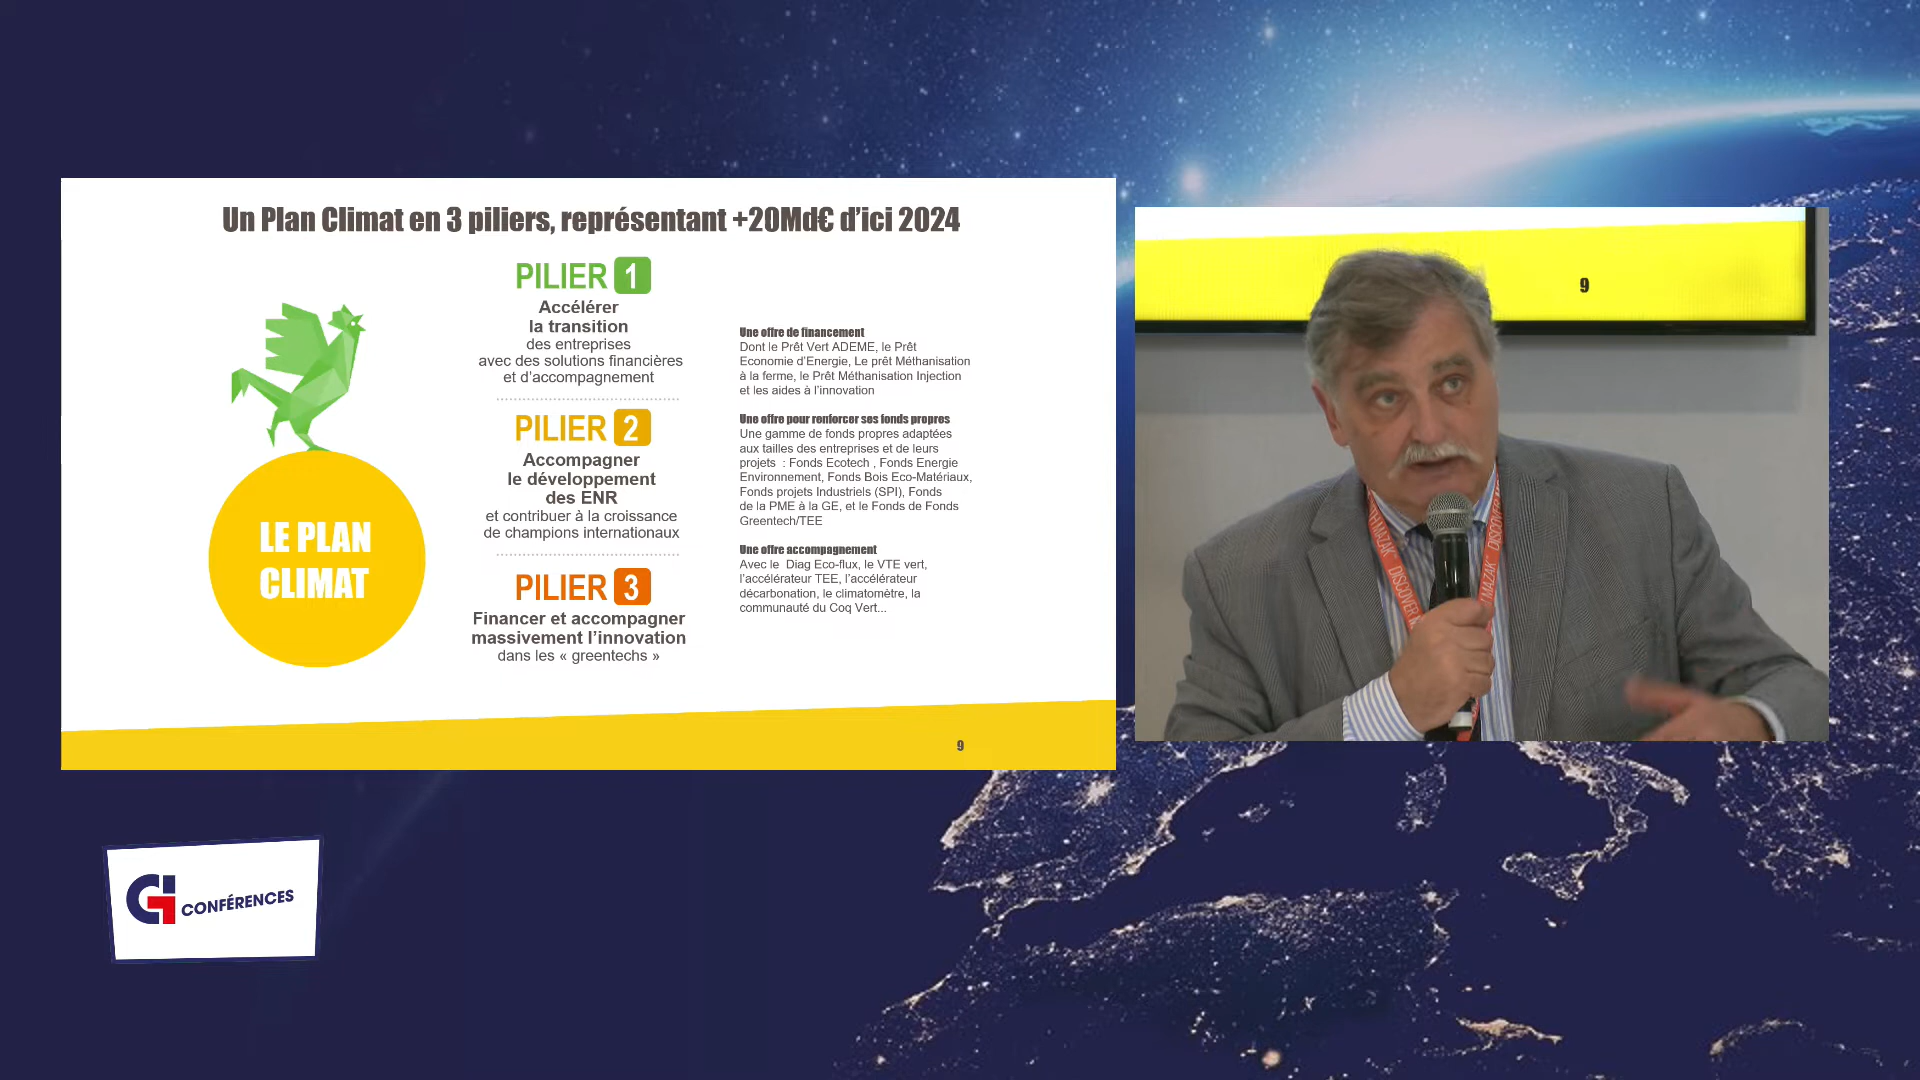 Un Plan Climat en 3 piliers, représentant +20Md€ d’ici 2024
LE PLAN
CLIMAT
PILIER 1
Accélérer
la transition
des entreprises
avec des solutions financières
et d’accompagnement
PILIER 2
Accompagner
le développement
des ENR
et contribuer à la croissance
de champions internationaux
PILIER 3
Financer et accompagner
massivement l’innovation
dans les « greentechs »
Une offre de financement
Dont le Prêt Vert ADEME, le Prêt
Economie d’Energie, Le prêt Méthanisation
à la ferme, le Prêt Méthanisation Injection
et les aides à l’innovation
Une offre pour renforcer ses fonds propres
Une gamme de fonds propres adaptées
aux tailles des entreprises et de leurs
projets : Fonds Ecotech , Fonds Energie
Environnement, Fonds Bois Eco-Matériaux,
Fonds projets Industriels (SPI), Fonds
de la PME à la GE, et le Fonds de Fonds
Greentech/TEE
Une offre accompagnement
Avec le Diag Eco-flux, le VTE vert,
l’accélérateur TEE, l’accélérateur
décarbonation, le climatomètre, la
communauté du Coq Vert...
9
9
MAZAK
DISCOVER
MAZAK
DISCOVER
GI CONFÉRENCES